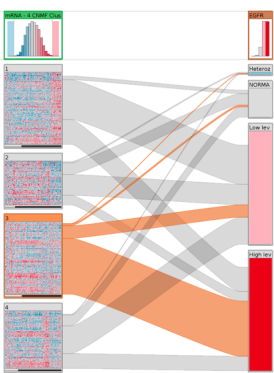 mRNA - 4 CNMF Clus
EGFR
1
Heteroz
NORMA
Low lev
2
3
High lev
4